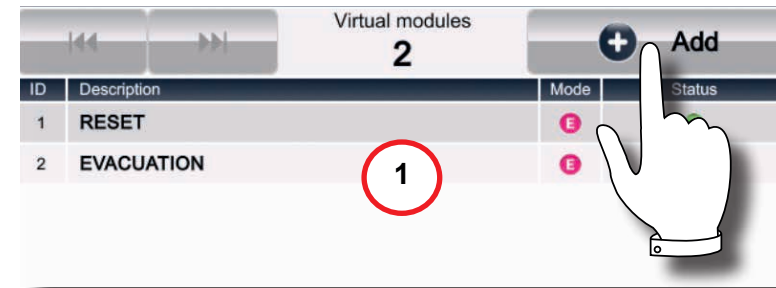 Virtual modules
2
Add
ID Description Mode Status
1 RESET E
2 EVACUATION E
1